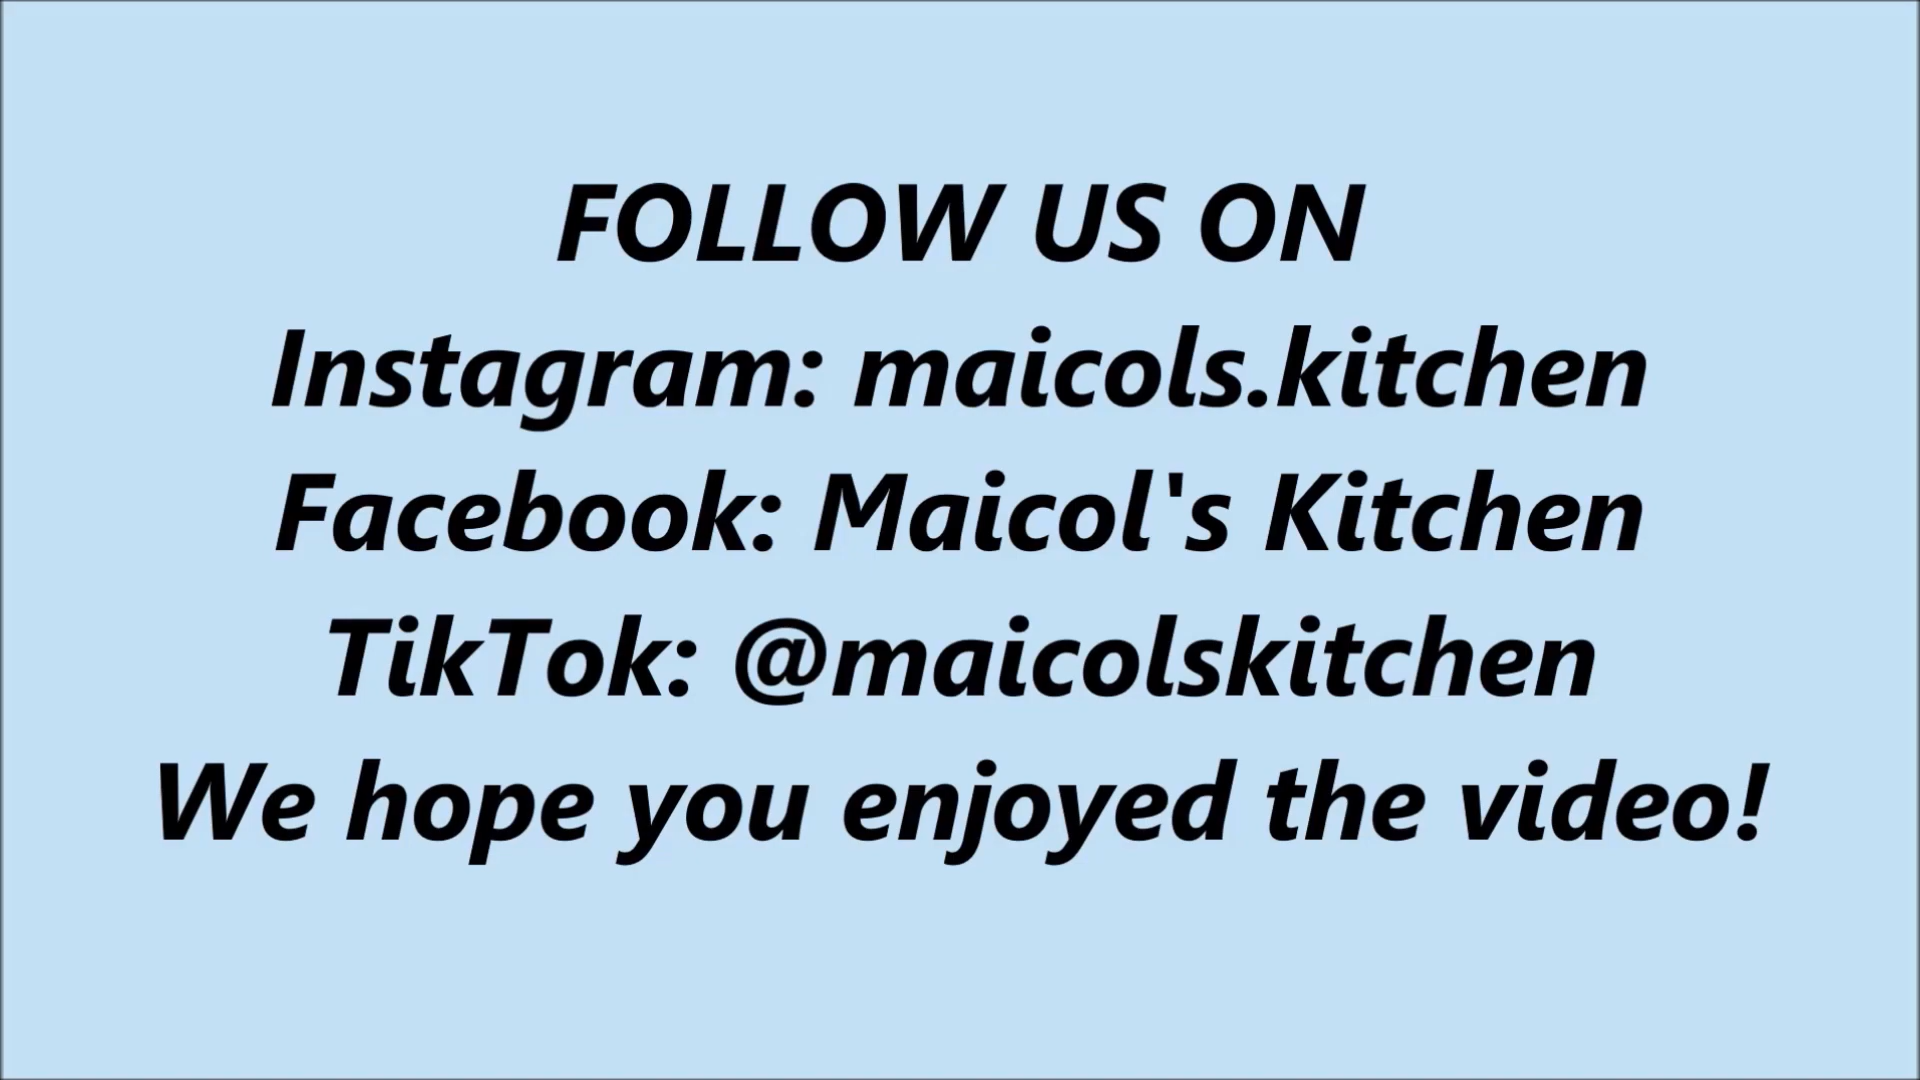 FOLLOW US ON
Instagram: maicols.kitchen
Facebook: Maicol's Kitchen
TikTok: @maicolskitchen
We hope you enjoyed the video!